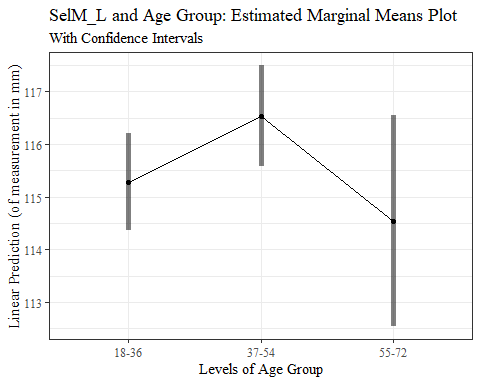 SelM_L and Age Group: Estimated Marginal Means Plot
With Confidence Intervals
Linear Prediction (of measurement in mm)
117
116
115
114
113
18-36 37-54 55-72
Levels of Age Group